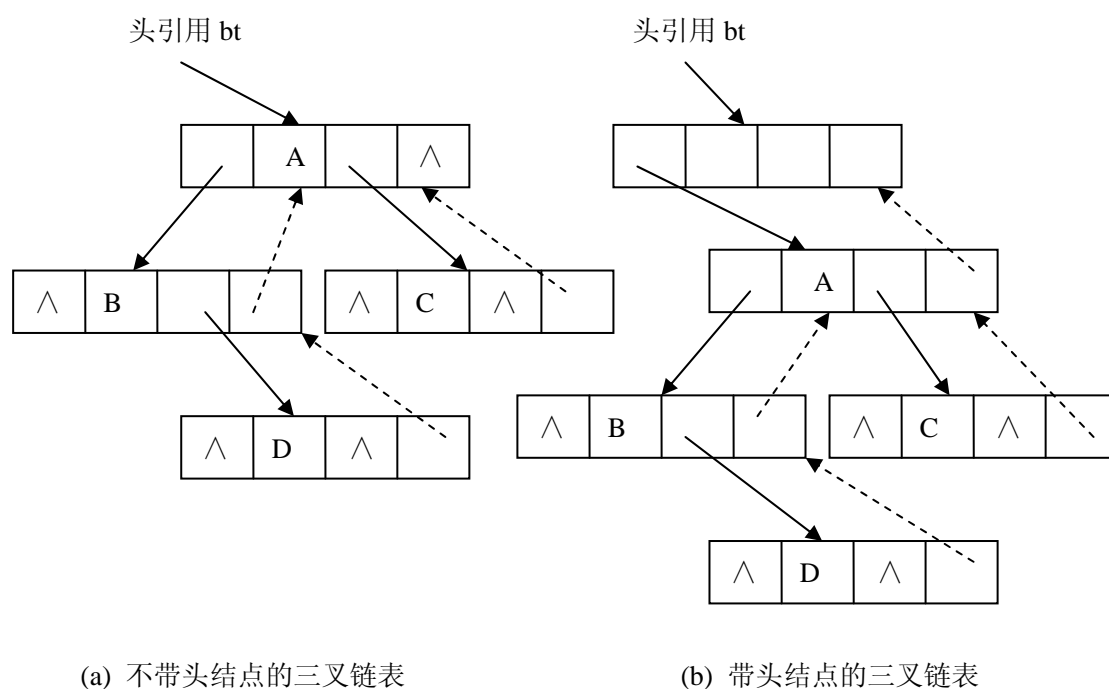 头引用 bt
头引用 bt
A ∧
A
∧ B
∧ C ∧
∧ B
∧ C ∧
∧ D ∧
∧ D ∧
(a) 不带头结点的三叉链表
(b) 带头结点的三叉链表